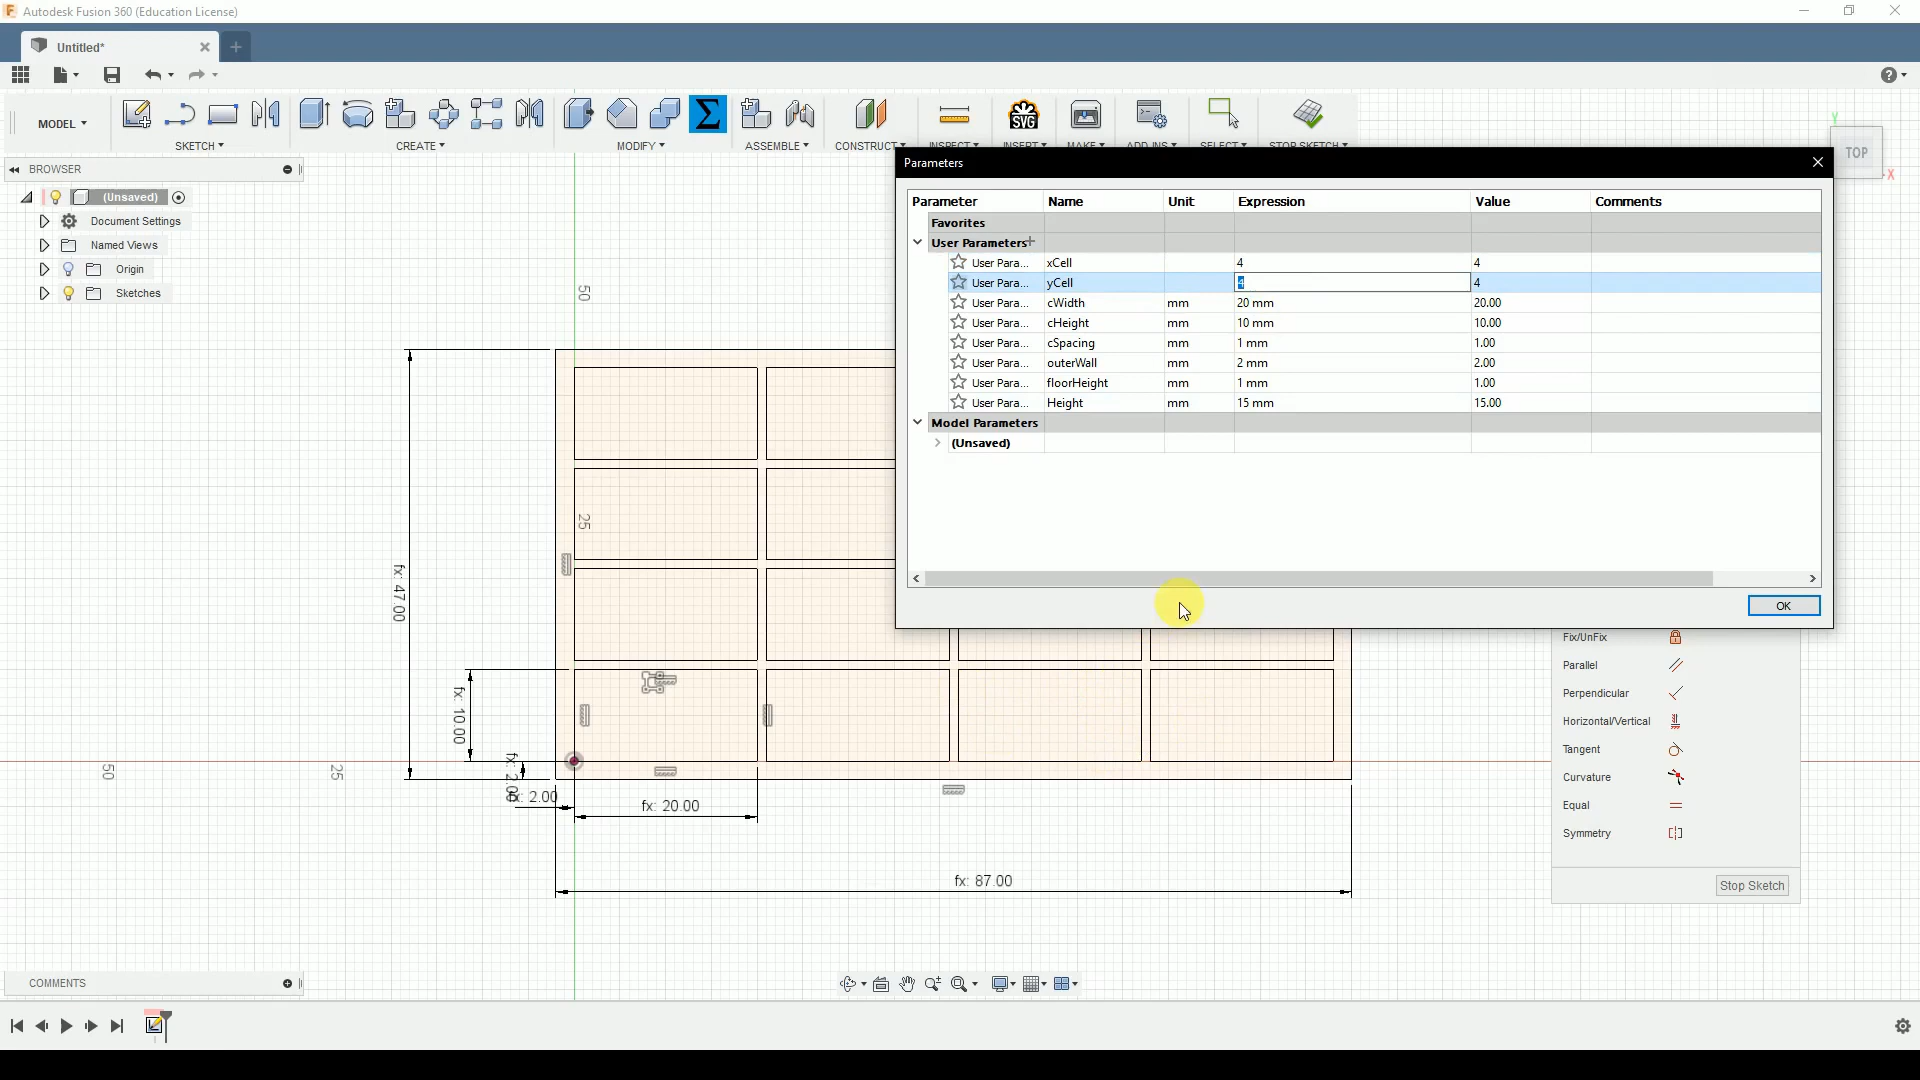 Autodesk Fusion 360 (Education License)
Untitled*
MODEL
SKETCH
CREATE
MODIFY
ASSEMBLE
CONSTRUCT
INSPECT
SVG
INSERT
MAKE
ADD-INS
SELECT
STOP SKETCH
TOP
Y
X
BROWSER
(Unsaved)
Document Settings
Named Views
Origin
Sketches
Parameters
Parameter Name Unit Expression Value Comments
Favorites
User Parameters
User Para... xCell 4 4
User Para... yCell 4 4
User Para... cWidth mm 20 mm 20.00
User Para... cHeight mm 10 mm 10.00
User Para... cSpacing mm 1 mm 1.00
User Para... outerWall mm 2 mm 2.00
User Para... floorHeight mm 1 mm 1.00
User Para... Height mm 15 mm 15.00
Model Parameters
(Unsaved)
OK
50
25
fx: 47.00
fx: 10.00
fx: 2.00
fx: 2.00
fx: 20.00
fx: 87.00
50
25
Fix/UnFix
Parallel
Perpendicular
Horizontal/Vertical
Tangent
Curvature
Equal
Symmetry
Stop Sketch
COMMENTS